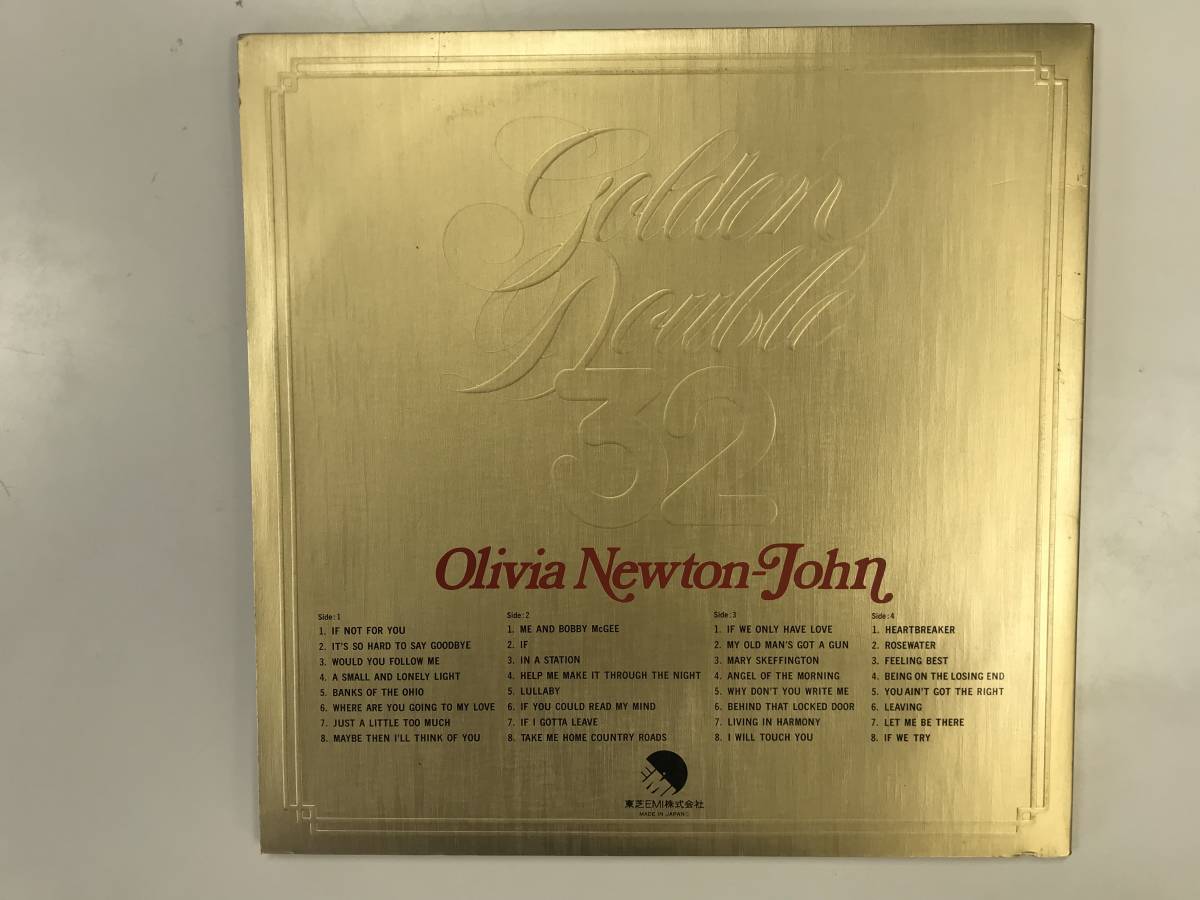 Golden
Double
32
Olivia Newton-John
Side:1
1. IF NOT FOR YOU
2. IT'S SO HARD TO SAY GOODBYE
3. WOULD YOU FOLLOW ME
4. A SMALL AND LONELY LIGHT
5. BANKS OF THE OHIO
6. WHERE ARE YOU GOING TO MY LOVE
7. JUST A LITTLE TOO MUCH
8. MAYBE THEN I'LL THINK OF YOU
Side:2
1. ME AND BOBBY McGEE
2. IF
3. IN A STATION
4. HELP ME MAKE IT THROUGH THE NIGHT
5. LULLABY
6. IF YOU COULD READ MY MIND
7. IF I GOTTA LEAVE
8. TAKE ME HOME COUNTRY ROADS
Side:3
1. IF WE ONLY HAVE LOVE
2. MY OLD MAN'S GOT A GUN
3. MARY SKEFFINGTON
4. ANGEL OF THE MORNING
5. WHY DON'T YOU WRITE ME
6. BEHIND THAT LOCKED DOOR
7. LIVING IN HARMONY
8. I WILL TOUCH YOU
Side:4
1. HEARTBREAKER
2. ROSEWATER
3. FEELING BEST
4. BEING ON THE LOSING END
5. YOU AIN'T GOT THE RIGHT
6. LEAVING
7. LET ME BE THERE
8. IF WE TRY
EMI
東芝EMI株式会社
MADE IN JAPAN